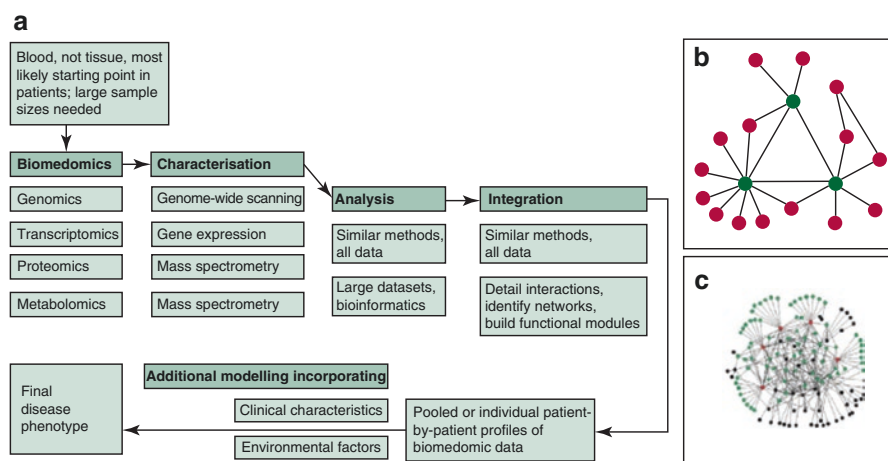 a
Blood, not tissue, most
likely starting point in
patients; large sample
sizes needed
Biomedomics
Characterisation
Analysis
Integration
Genomics
Genome-wide scanning
Transcriptomics
Gene expression
Similar methods,
all data
Similar methods,
all data
Proteomics
Mass spectrometry
Metabolomics
Mass spectrometry
Large datasets,
bioinformatics
Detail interactions,
identify networks,
build functional modules
Additional modelling incorporating
Final
disease
phenotype
Clinical characteristics
Environmental factors
Pooled or individual patient-
by-patient profiles of
biomedomic data
b
c